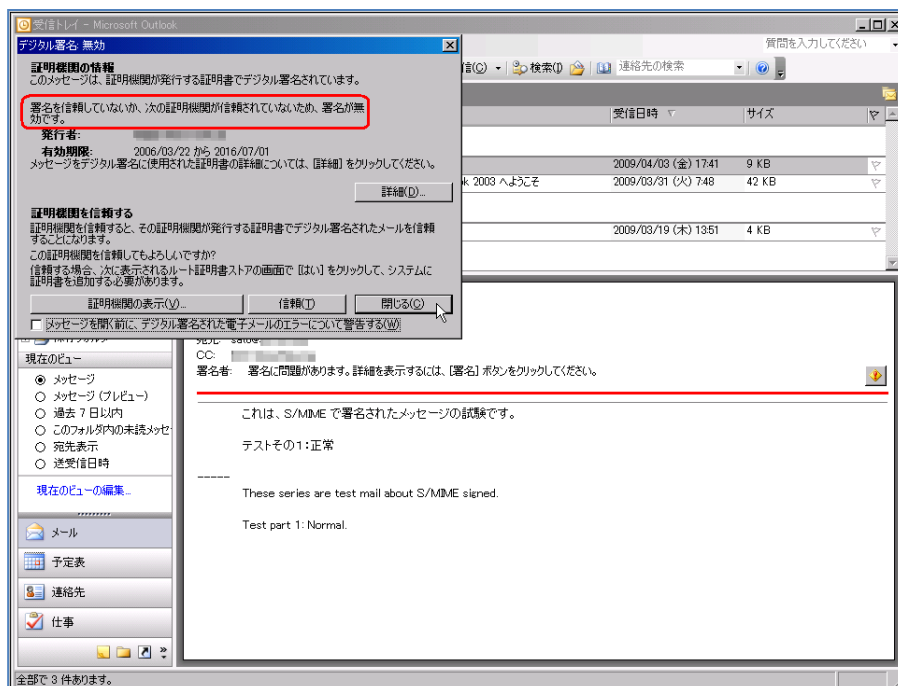 受信トレイ - Microsoft Outlook
デジタル署名: 無効
質問を入力してください
証明機関の情報
このメッセージは、証明機関が発行する証明書でデジタル署名されています。
信(C)
検索(I)
連絡先の検索
署名を信頼していないか、次の証明機関が信頼されていないため、署名が無
効です。
発行者:
有効期限: 2006/03/22 から 2016/07/01
メッセージをデジタル署名に使用された証明書の詳細については、[詳細] をクリックしてください。
詳細(D)...
受信日時
サイズ
2009/04/03 (金) 17:41 9 KB
k 2003 へようこそ 2009/03/31 (火) 7:48 42 KB
2009/03/19 (木) 13:51 4 KB
証明機関を信頼する
証明機関を信頼すると、その証明機関が発行する証明書でデジタル署名されたメールを信頼
することになります。
この証明機関を信頼してもよろしいですか?
信頼する場合、次に表示されるルート証明書ストアの画面で [はい] をクリックして、システムに
証明書を追加する必要があります。
証明機関の表示(V)...
信頼(T)
閉じる(C)
メッセージを開く前に、デジタル署名された電子メールのエラーについて警告する(W)
現在のビュー
メッセージ
メッセージ (プレビュー)
過去 7 日以内
このフォルダ内の未読メッセ
宛先表示
送受信日時
現在のビューの編集...
メール
予定表
連絡先
仕事
CC:
署名者: 署名に問題があります。詳細を表示するには、[署名] ボタンをクリックしてください。
これは、S/MIME で署名されたメッセージの試験です。
テストその1:正常
-----
These series are test mail about S/MIME signed.
Test part 1: Normal.
全部で 3 件あります。